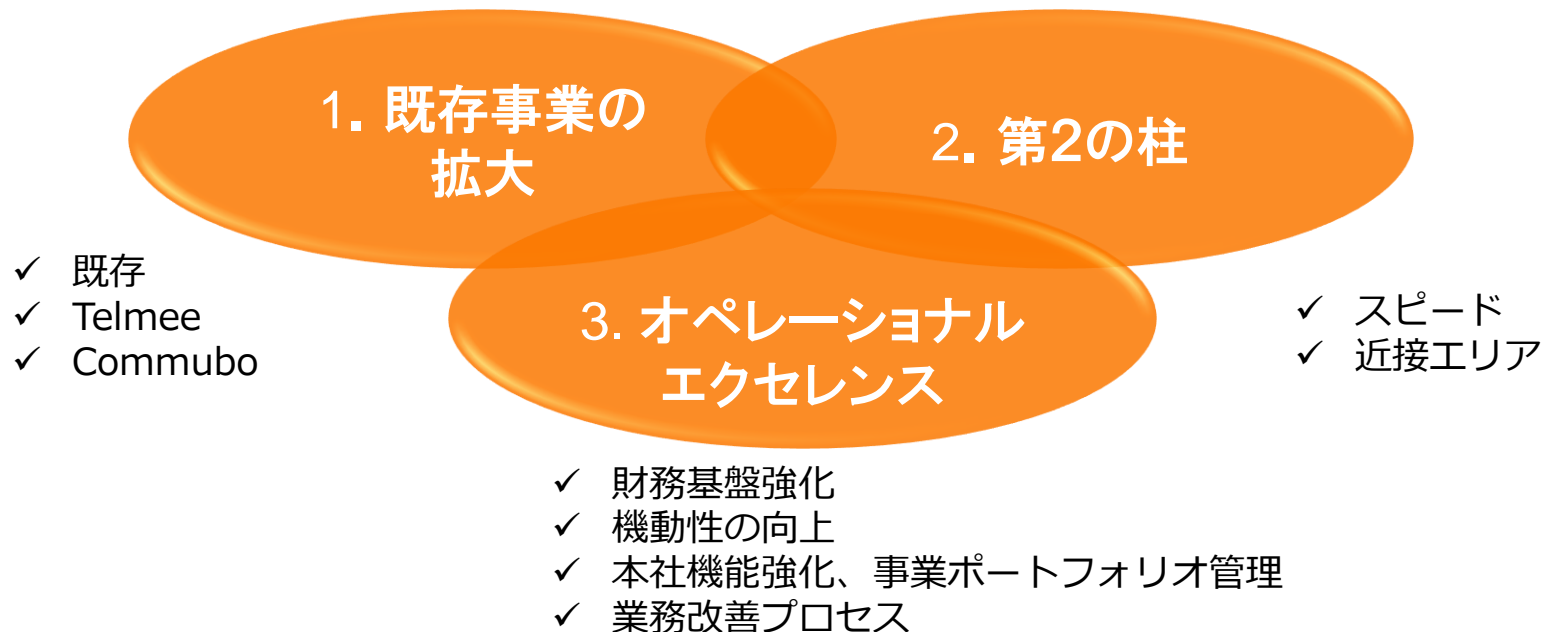 1. 既存事業の
拡大
2. 第2の柱
✓ 既存
✓ Telmee
✓ Commubo
3. オペレーショナル
エクセレンス
✓ スピード
✓ 近接エリア
✓ 財務基盤強化
✓ 機動性の向上
✓ 本社機能強化、事業ポートフォリオ管理
✓ 業務改善プロセス